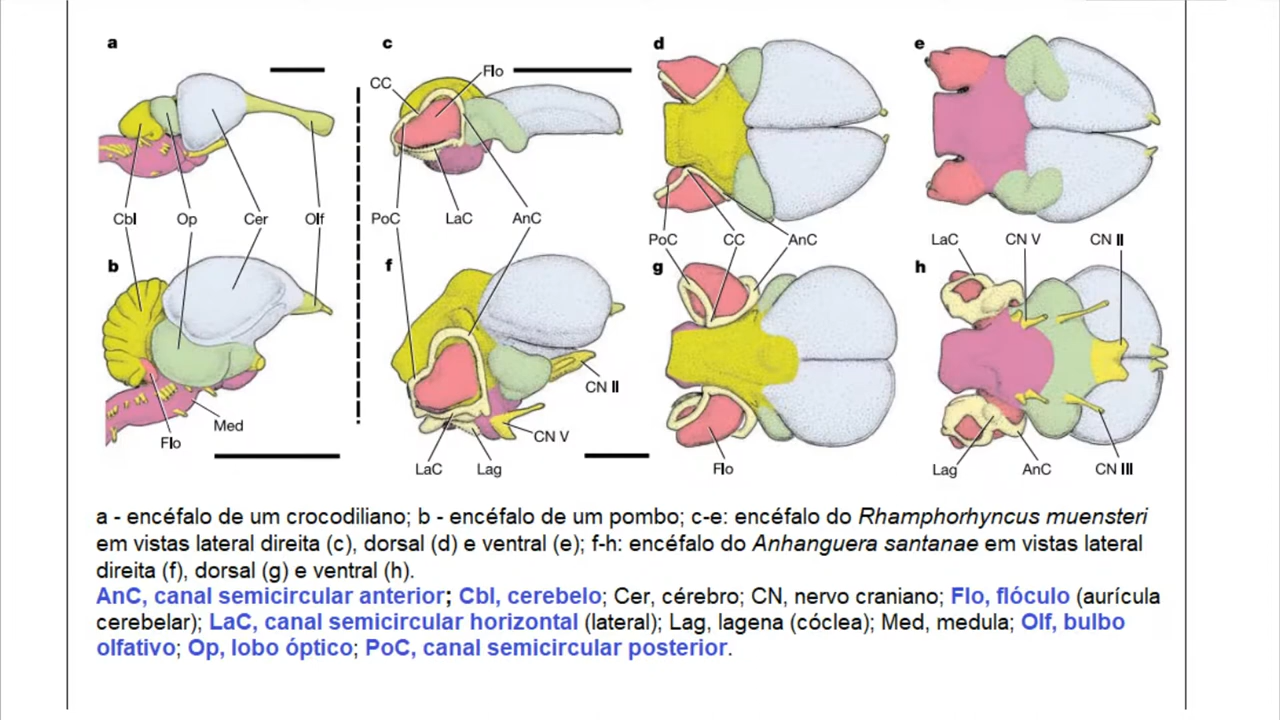 a
c
d
e
CC
Flo
Cbl
Op
Cer
Olf
PoC
LaC
AnC
PoC
CC
AnC
LaC
CN V
CN II
b
f
g
h
Flo
Med
CN II
CN V
LaC
Lag
Flo
Lag
AnC
CN III
a - encéfalo de um crocodiliano; b - encéfalo de um pombo; c-e: encéfalo do Rhamphorhyncus muensteri
em vistas lateral direita (c), dorsal (d) e ventral (e); f-h: encéfalo do Anhanguera santanae em vistas lateral
direita (f), dorsal (g) e ventral (h).
AnC, canal semicircular anterior; Cbl, cerebelo; Cer, cérebro; CN, nervo craniano; Flo, flóculo (aurícula
cerebelar); LaC, canal semicircular horizontal (lateral); Lag, lagena (cóclea); Med, medula; Olf, bulbo
olfativo; Op, lobo óptico; PoC, canal semicircular posterior.